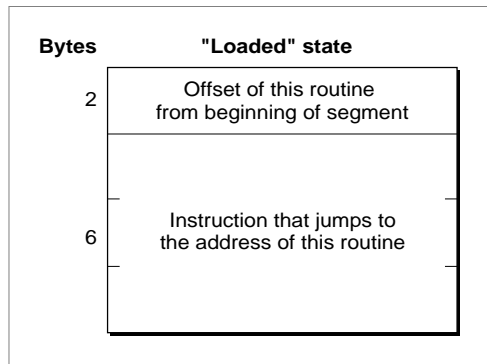 Bytes "Loaded" state
2 Offset of this routine
from beginning of segment
6 Instruction that jumps to
the address of this routine